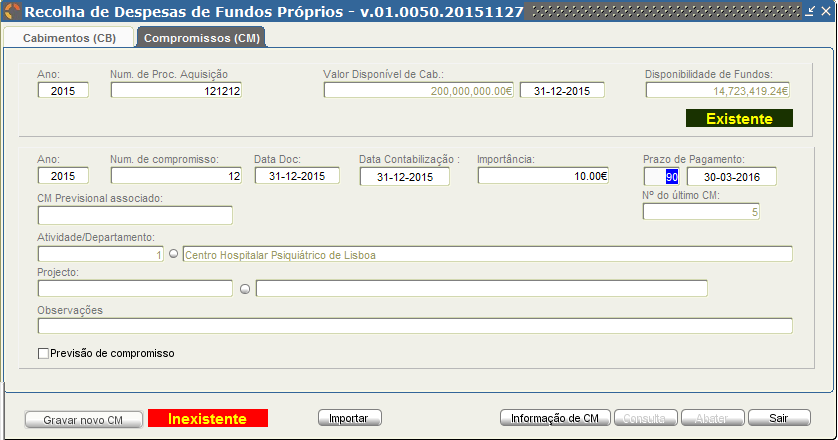 Recolha de Despesas de Fundos Próprios - v.01.0050.20151127
Cabimentos (CB) Compromissos (CM)
Ano: Num. de Proc. Aquisição Valor Disponível de Cab.: Disponibilidade de Fundos:
2015 121212 200,000,000.00€ 31-12-2015 14,723,419.24€
Existente
Ano: Num. de compromisso: Data Doc: Data Contabilização : Importância: Prazo de Pagamento:
2015 12 31-12-2015 31-12-2015 10.00€ 90 30-03-2016
CM Previsional associado: Nº do último CM:
5
Atividade/Departamento:
1 Centro Hospitalar Psiquiátrico de Lisboa
Projecto:
Observações
Previsão de compromisso
Gravar novo CM Inexistente Importar Informação de CM Consulta Abater Sair